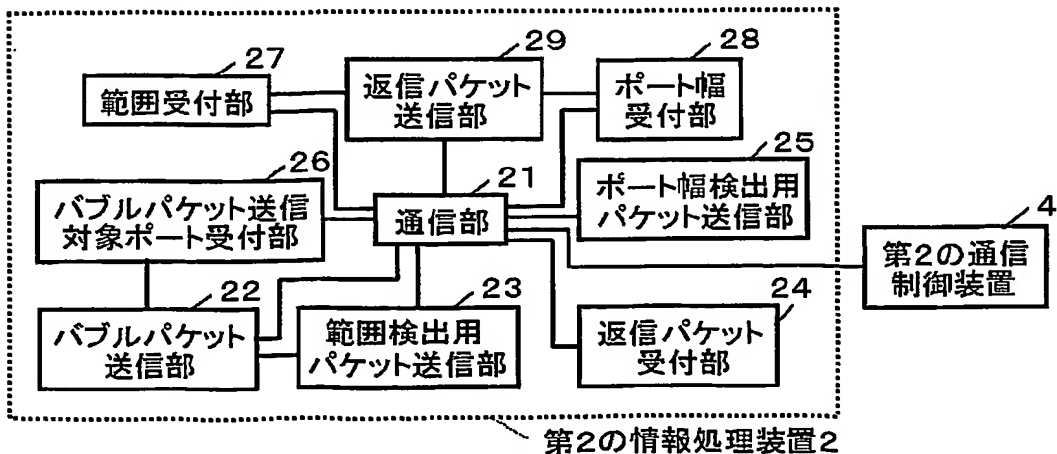 27
範囲受付部
29
返信パケット
送信部
28
ポート幅
受付部
26
バブルパケット送信
対象ポート受付部
21
通信部
25
ポート幅検出用
パケット送信部
4
第2の通信
制御装置
22
バブルパケット
送信部
23
範囲検出用
パケット送信部
24
返信パケット
受付部
第2の情報処理装置2